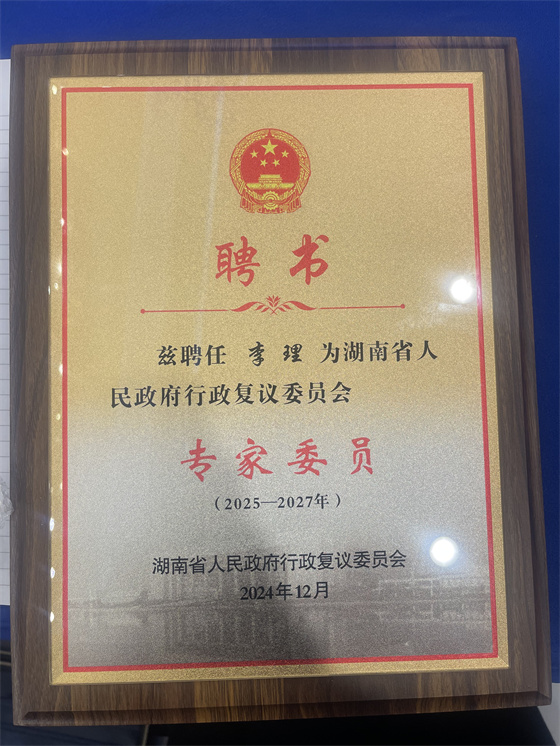 聘书
兹聘任 李理 为湖南省人
民政府行政复议委员会
专家委员
（2025—2027年）
湖南省人民政府行政复议委员会
2024年12月